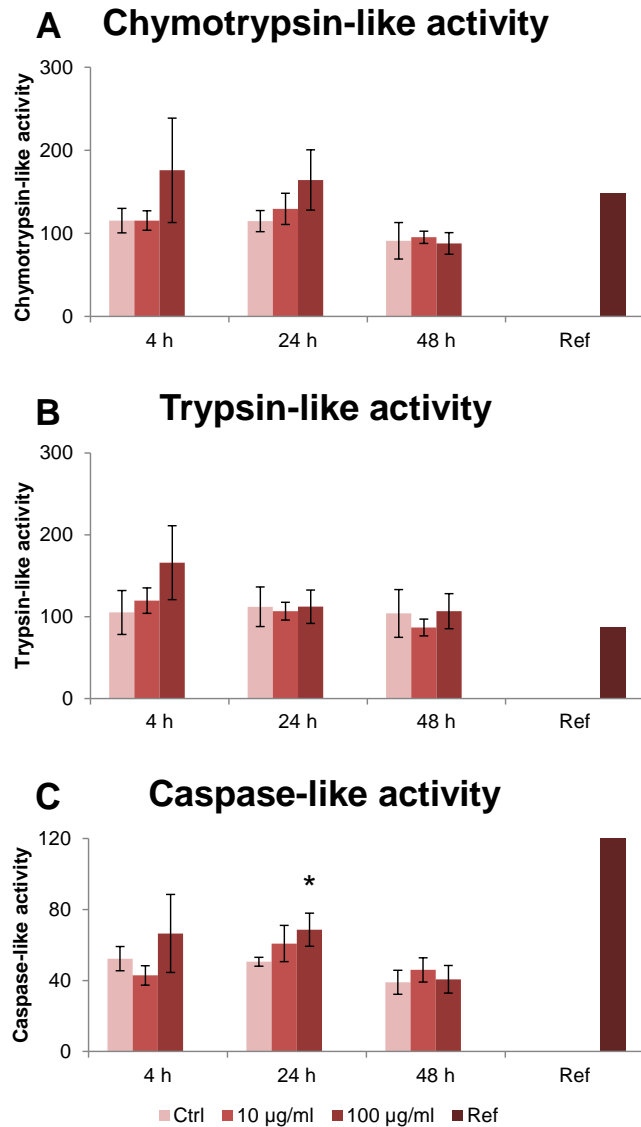 A Chymotrypsin-like activity
Chymotrypsin-like activity
300
200
100
0
4 h 24 h 48 h Ref
B Trypsin-like activity
Trypsin-like activity
300
200
100
0
4 h 24 h 48 h Ref
C Caspase-like activity
Caspase-like activity
120
80
40
0
*
4 h 24 h 48 h Ref
Ctrl 10 µg/ml 100 µg/ml Ref